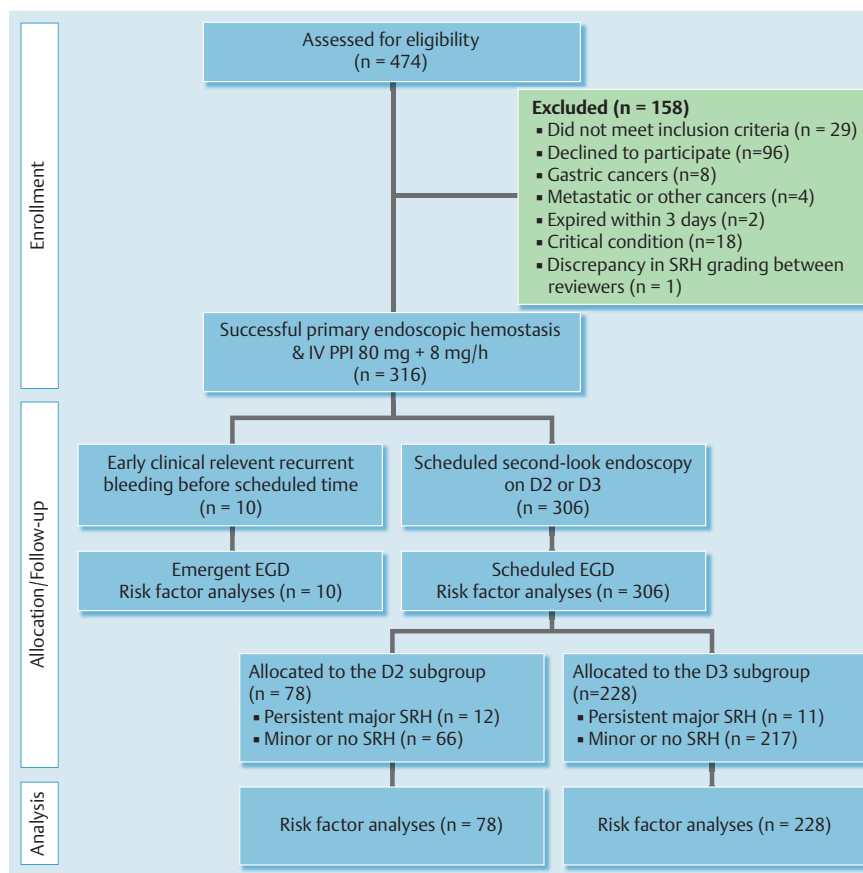 Enrollment
Assessed for eligibility
(n = 474)
Excluded (n = 158)
▪ Did not meet inclusion criteria (n = 29)
▪ Declined to participate (n=96)
▪ Gastric cancers (n=8)
▪ Metastatic or other cancers (n=4)
▪ Expired within 3 days (n=2)
▪ Critical condition (n=18)
▪ Discrepancy in SRH grading between
reviewers (n = 1)
Successful primary endoscopic hemostasis
& IV PPI 80 mg + 8 mg/h
(n = 316)
Allocation/Follow-up
Early clinical relevent recurrent
bleeding before scheduled time
(n = 10)
Scheduled second-look endoscopy
on D2 or D3
(n = 306)
Emergent EGD
Risk factor analyses (n = 10)
Scheduled EGD
Risk factor analyses (n = 306)
Allocated to the D2 subgroup
(n = 78)
▪ Persistent major SRH (n = 12)
▪ Minor or no SRH (n = 66)
Allocated to the D3 subgroup
(n=228)
▪ Persistent major SRH (n = 11)
▪ Minor or no SRH (n = 217)
Analysis
Risk factor analyses (n = 78)
Risk factor analyses (n = 228)